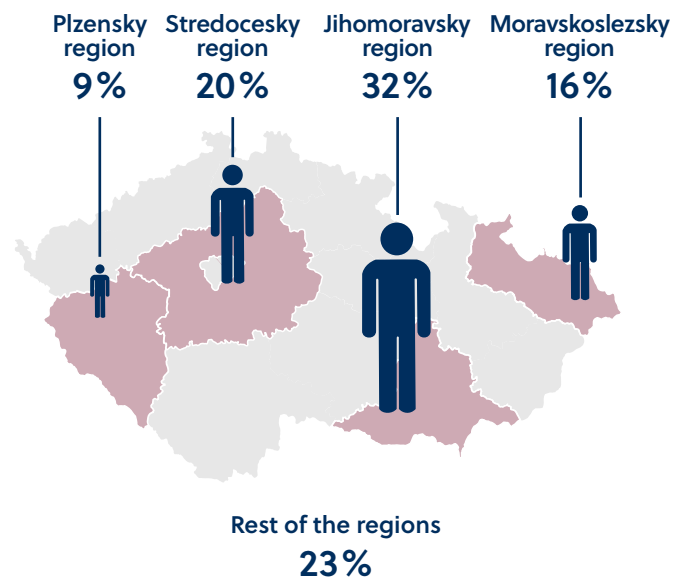 Plzensky
region
9%
Stredocesky
region
20%
Jihomoravsky
region
32%
Moravskoslezsky
region
16%
Rest of the regions
23%